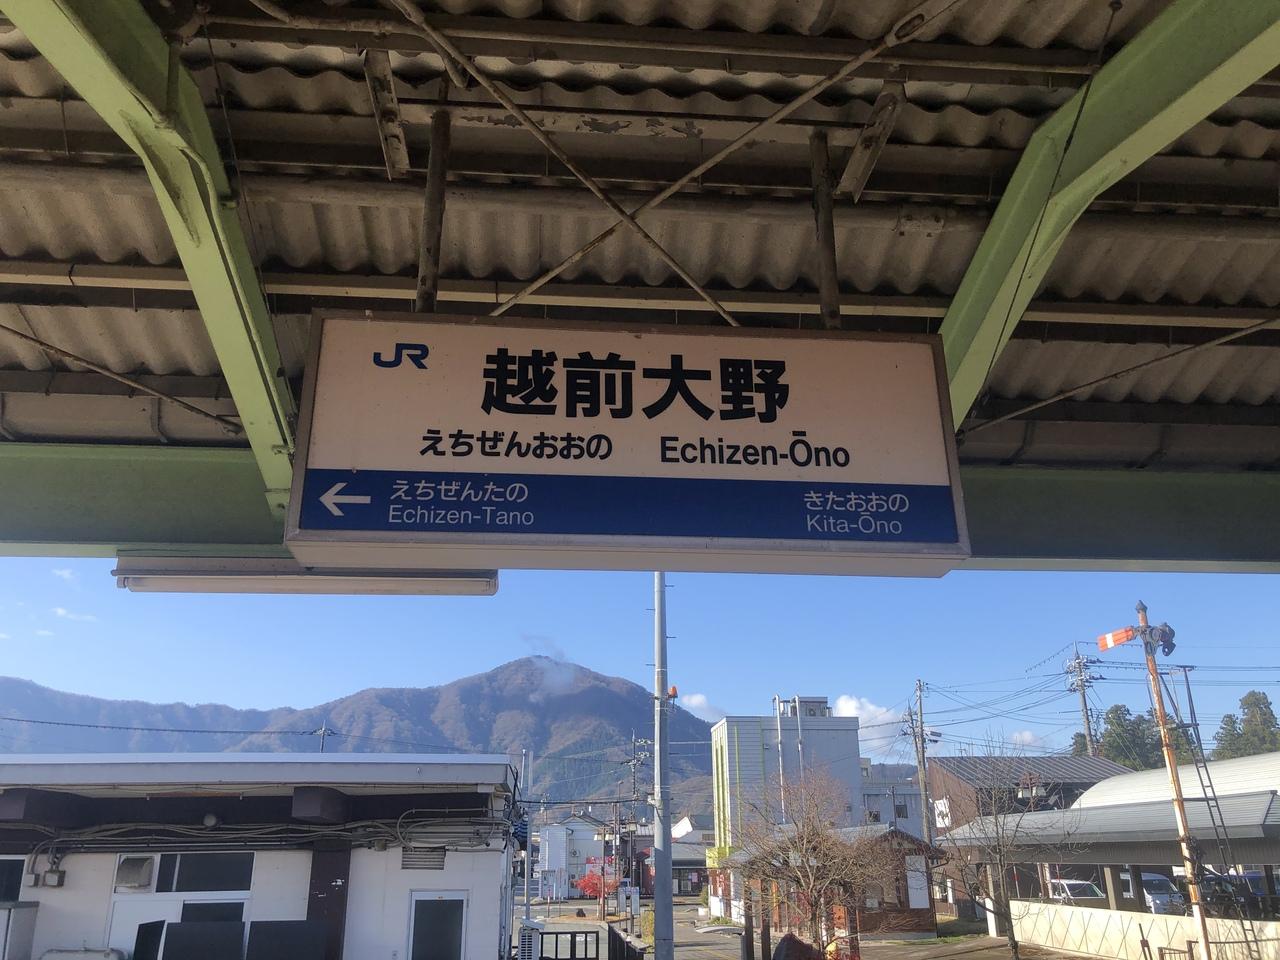 JR
越前大野
えちぜんおおの Echizen-Ōno
← えちぜんたの きたおおの
Echizen-Tano Kita-Ōno